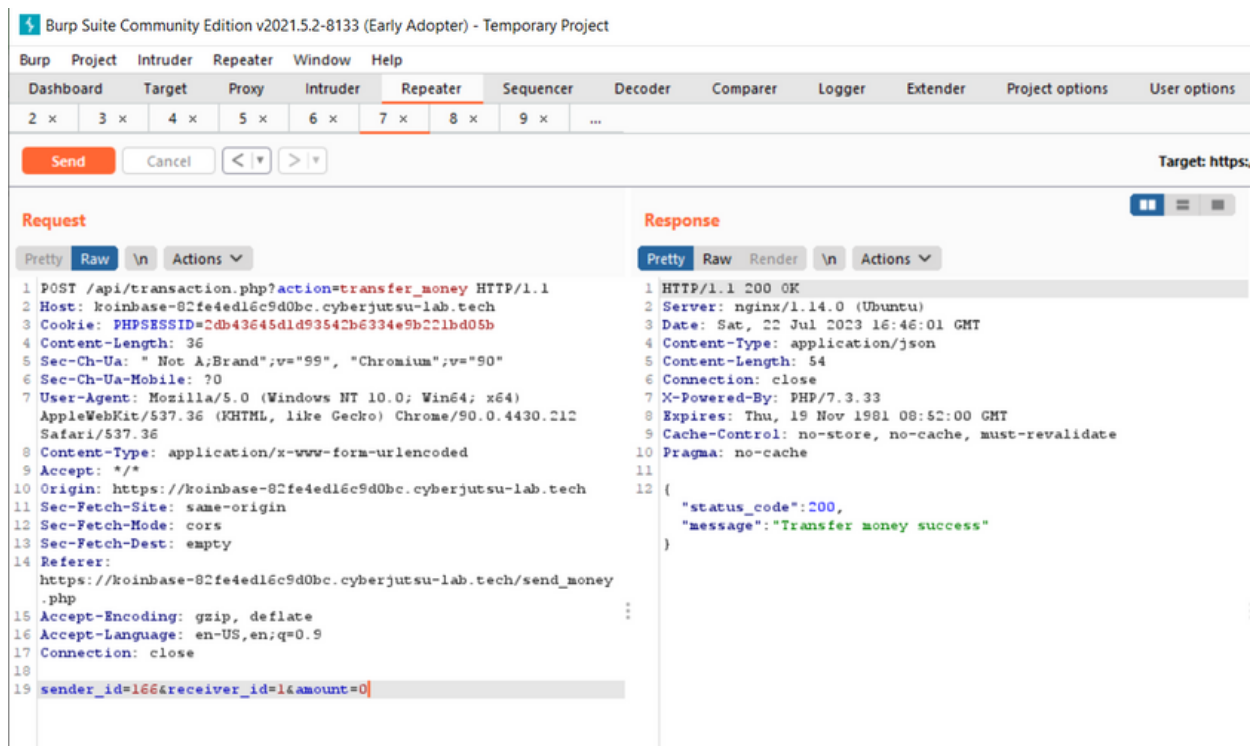 Burp Suite Community Edition v2021.5.2-8133 (Early Adopter) - Temporary Project
Burp Project Intruder Repeater Window Help
Dashboard Target Proxy Intruder Repeater Sequencer Decoder Comparer Logger Extender Project options User options
2 × 3 × 4 × 5 × 6 × 7 × 8 × 9 × ...
Send Cancel < | ▼ > | ▼ Target: https:/
Request
Pretty Raw \n Actions
1 POST /api/transaction.php?action=transfer_money HTTP/1.1
2 Host: koinbase-82fe4ed16c9d0bc.cyberjutsu-lab.tech
3 Cookie: PHPSESSID=2db43645d1d93542b6334e9b221bd05b
4 Content-Length: 36
5 Sec-Ch-Ua: " Not A;Brand";v="99", "Chromium";v="90"
6 Sec-Ch-Ua-Mobile: ?0
7 User-Agent: Mozilla/5.0 (Windows NT 10.0; Win64; x64)
AppleWebKit/537.36 (KHTML, like Gecko) Chrome/90.0.4430.212
Safari/537.36
8 Content-Type: application/x-www-form-urlencoded
9 Accept: */*
10 Origin: https://koinbase-82fe4ed16c9d0bc.cyberjutsu-lab.tech
11 Sec-Fetch-Site: same-origin
12 Sec-Fetch-Mode: cors
13 Sec-Fetch-Dest: empty
14 Referer:
https://koinbase-82fe4ed16c9d0bc.cyberjutsu-lab.tech/send_money
.php
15 Accept-Encoding: gzip, deflate
16 Accept-Language: en-US,en;q=0.9
17 Connection: close
18
19 sender_id=166&receiver_id=1&amount=0
Response
Pretty Raw Render \n Actions
1 HTTP/1.1 200 OK
2 Server: nginx/1.14.0 (Ubuntu)
3 Date: Sat, 22 Jul 2023 16:46:01 GMT
4 Content-Type: application/json
5 Content-Length: 54
6 Connection: close
7 X-Powered-By: PHP/7.3.33
8 Expires: Thu, 19 Nov 1981 08:52:00 GMT
9 Cache-Control: no-store, no-cache, must-revalidate
10 Pragma: no-cache
11
12 {
"status_code":200,
"message":"Transfer money success"
}